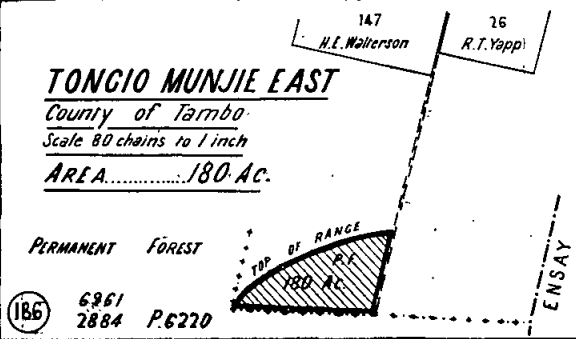 147
H.E. Walterson
26
R.T. Yapp
TONGIO MUNJIE EAST
County of Tambo
Scale 80 chains to 1 inch
AREA............180 Ac.
TOP OF RANGE
P.F.
180 Ac.
PERMANENT FOREST
ENSAY
186
6961
2884 P.6220